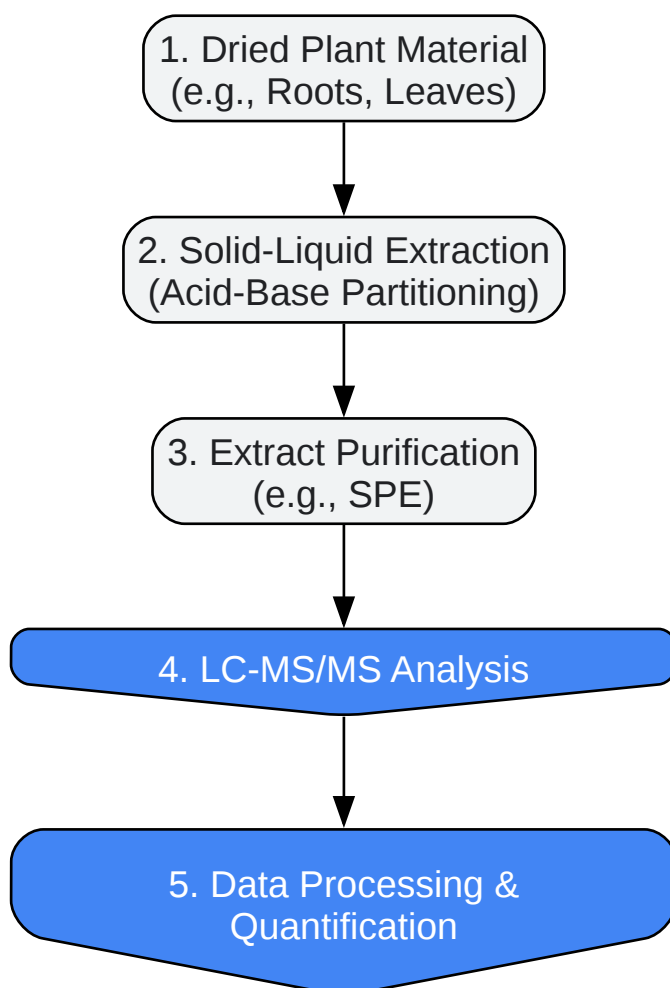 1. Dried Plant Material
(e.g., Roots, Leaves)
2. Solid-Liquid Extraction
(Acid-Base Partitioning)
3. Extract Purification
(e.g., SPE)
4. LC-MS/MS Analysis
5. Data Processing &
Quantification